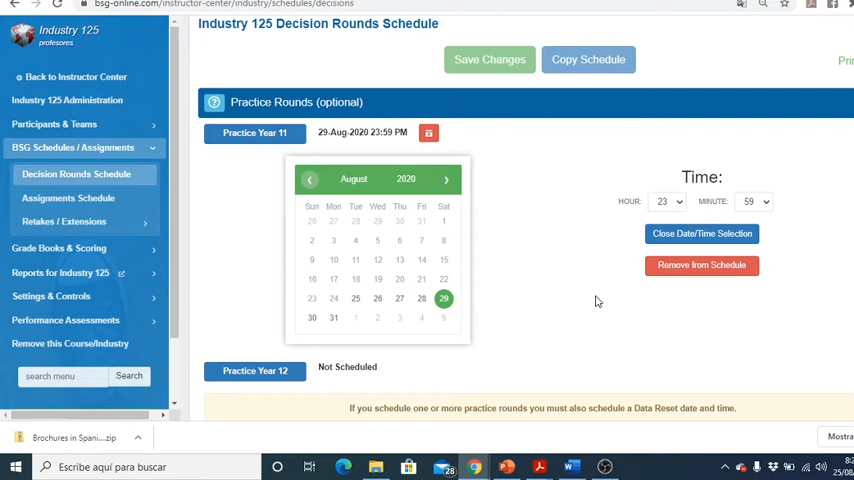 bsg-online.com/instructor-center/industry/schedules/decisions
Industry 125
profesores
Back to Instructor Center
Industry 125 Administration
Participants & Teams
BSG Schedules / Assignments
Decision Rounds Schedule
Assignments Schedule
Retakes / Extensions
Grade Books & Scoring
Reports for Industry 125
Settings & Controls
Performance Assessments
Remove this Course/Industry
search menu Search
Industry 125 Decision Rounds Schedule
Save Changes Copy Schedule
Prin
Practice Rounds (optional)
Practice Year 11 29-Aug-2020 23:59 PM
August 2020
Sun Mon Tue Wed Thu Fri Sat
26 27 28 29 30 31 1
2 3 4 5 6 7 8
9 10 11 12 13 14 15
16 17 18 19 20 21 22
23 24 25 26 27 28 29
30 31 1 2 3 4 5
Time:
HOUR: 23 MINUTE: 59
Close Date/Time Selection
Remove from Schedule
Practice Year 12 Not Scheduled
If you schedule one or more practice rounds you must also schedule a Data Reset date and time.
Brochures in Spani....zip
Mostra
Escribe aquí para buscar
28
8:2
25/08/